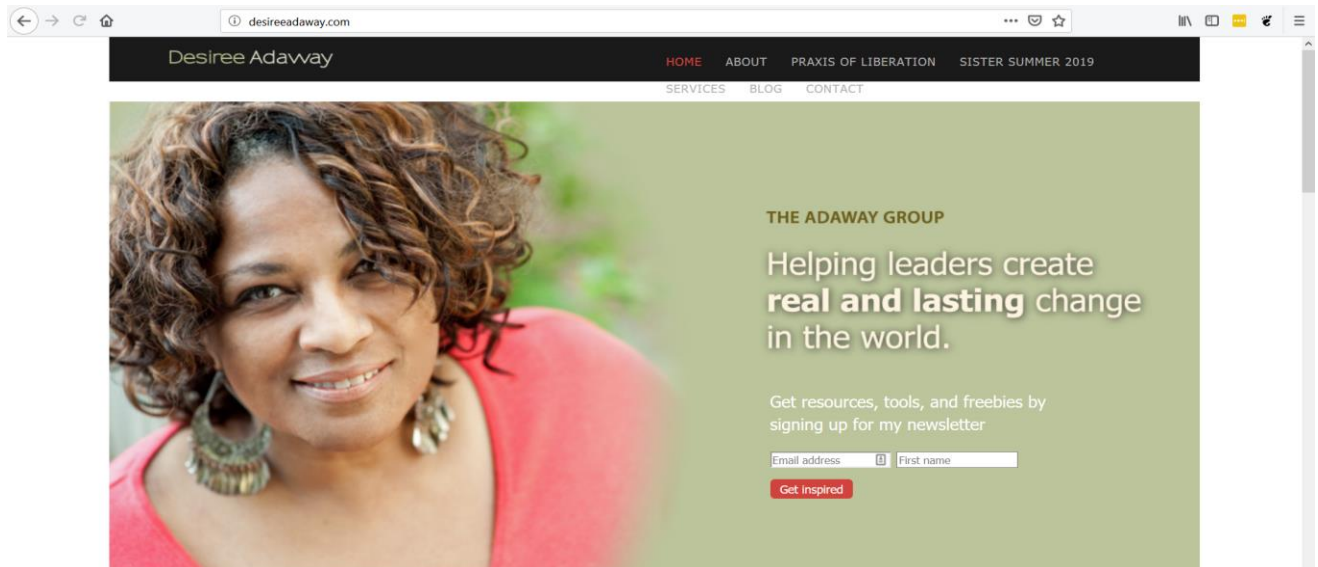 desireeadaway.com
Desiree Adaway
HOME ABOUT PRAXIS OF LIBERATION SISTER SUMMER 2019
SERVICES BLOG CONTACT
THE ADAWAY GROUP
Helping leaders create
real and lasting change
in the world.
Get resources, tools, and freebies by
signing up for my newsletter
Email address First name
Get inspired